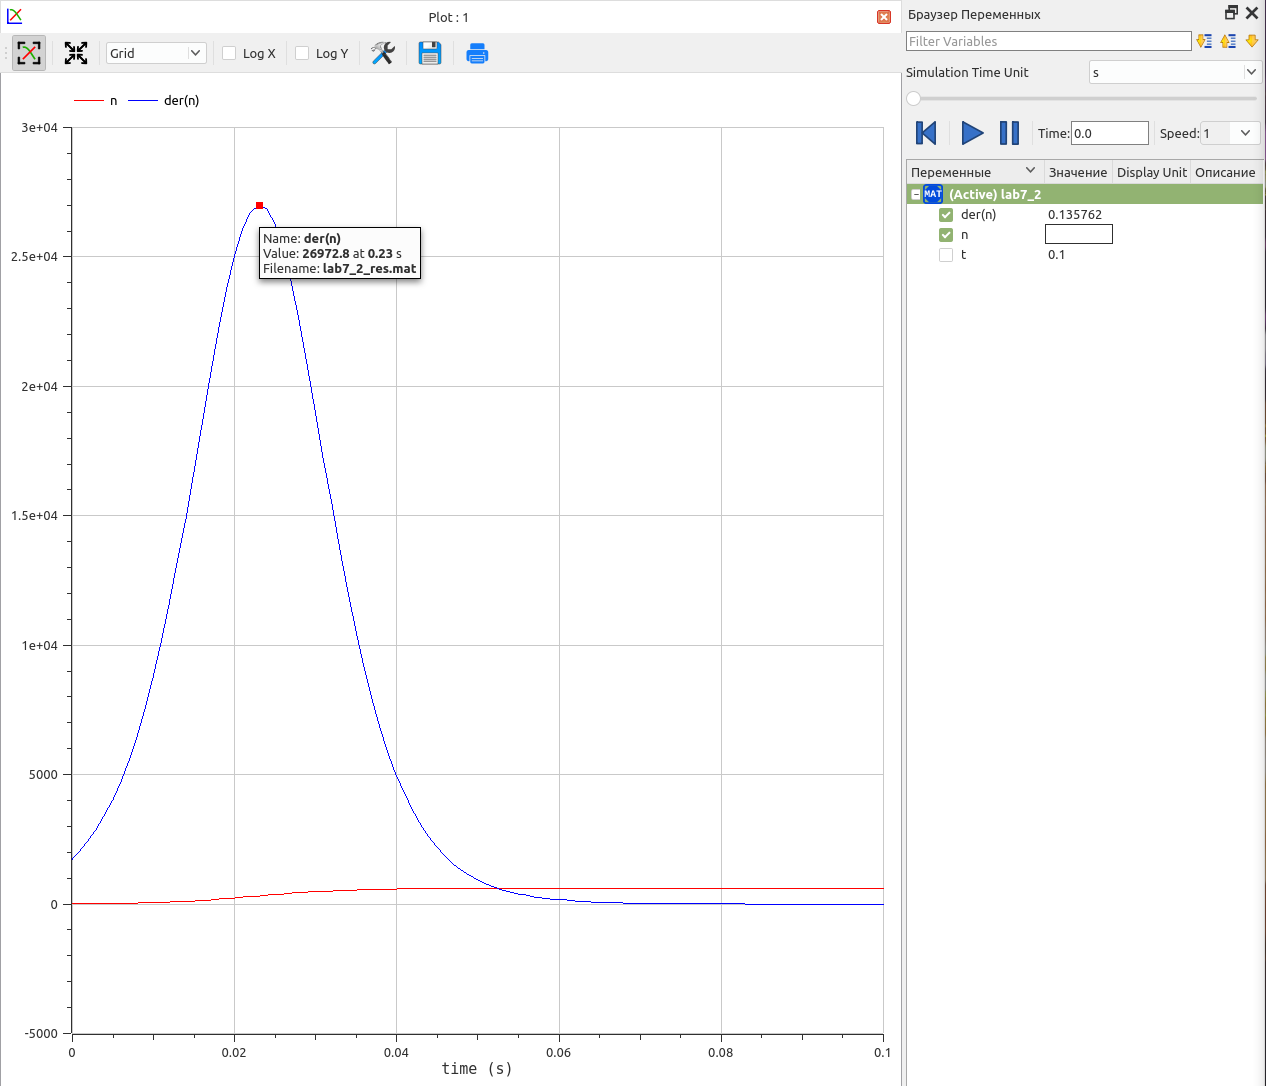 Plot : 1
Grid
Log X
Log Y
n
der(n)
3e+04
2.5e+04
2e+04
1.5e+04
1e+04
5000
0
-5000
Name: der(n)
Value: 26972.8 at 0.23 s
Filename: lab7_2_res.mat
0
0.02
0.04
0.06
0.08
0.1
time (s)
Браузер Переменных
Filter Variables
Simulation Time Unit
s
Time:
0.0
Speed:
1
Переменные
Значение
Display Unit
Описание
MAT
(Active) lab7_2
der(n)
0.135762
n
t
0.1